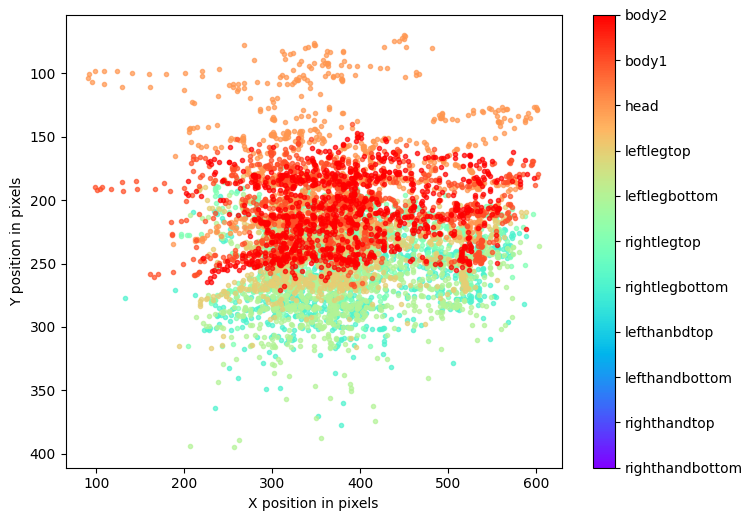 Y position in pixels
100
150
200
250
300
350
400
100 200 300 400 500 600
X position in pixels
body2
body1
head
leftlegtop
leftlegbottom
rightlegtop
rightlegbottom
lefthanbdtop
lefthandbottom
righthandtop
righthandbottom